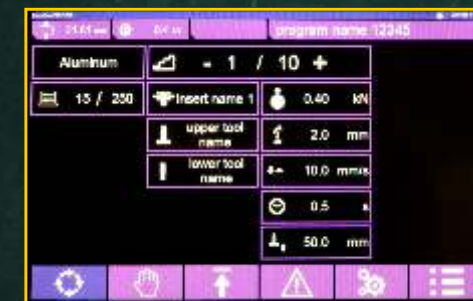 program name 12345
Aluminum - 1 / 10 +
15 / 250 Insert name 1 0.40 kN
upper tool name 2.0 mm
lower tool name 10.0 mm/s
0.5 s
50.0 mm